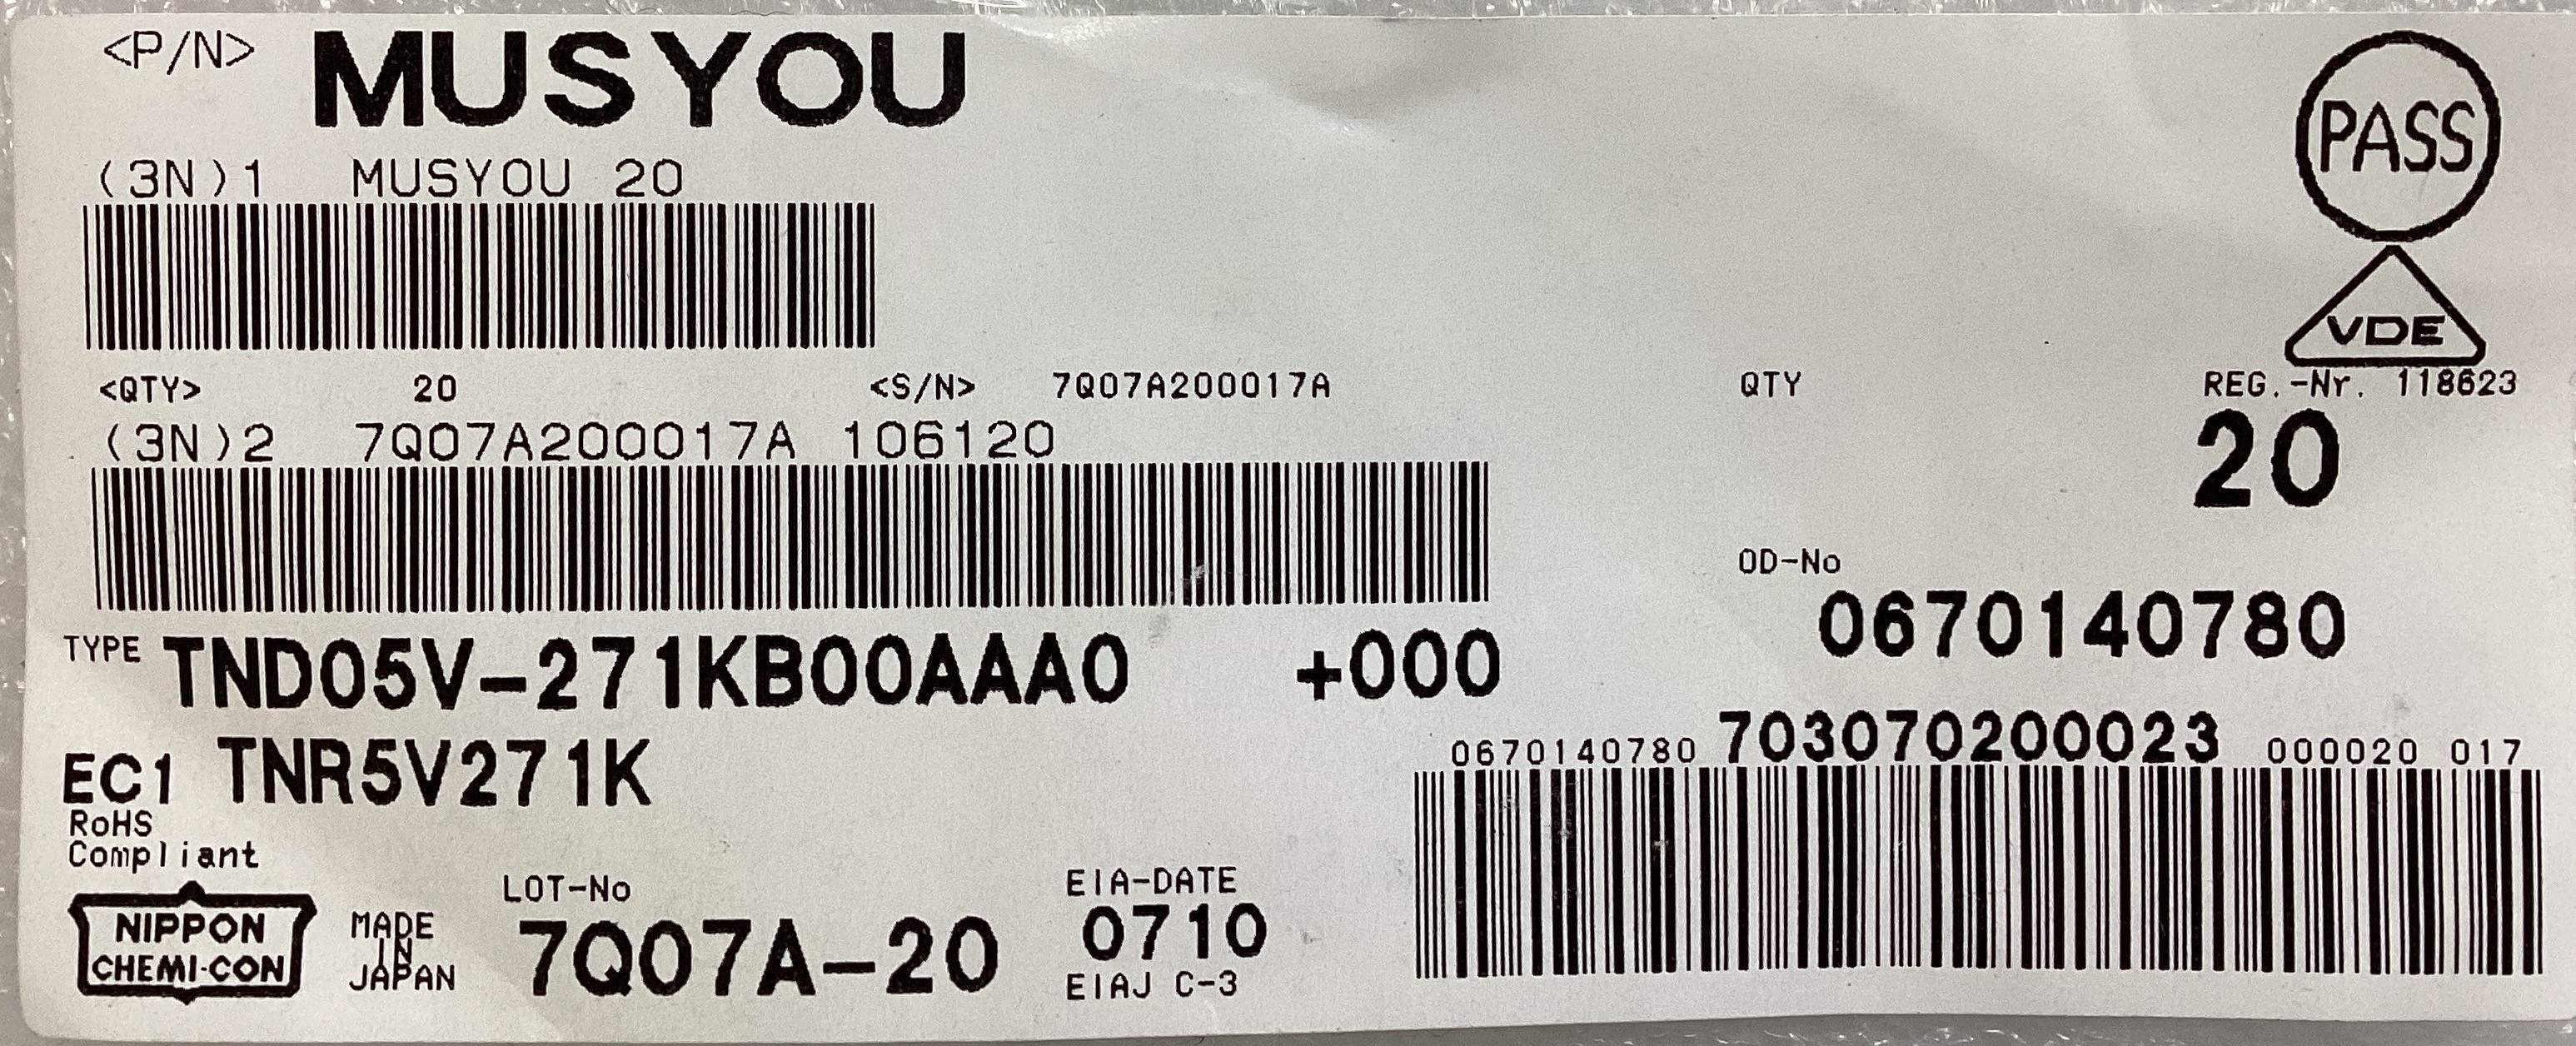 <P/N> MUSYOU
PASS
(3N)1 MUSYOU 20
VDE
REG.-Nr. 118623
<QTY> 20 <S/N> 7Q07A200017A QTY
20
(3N)2 7Q07A200017A 106120
OD-No
0670140780
TYPE TND05V-271KB00AAA0 +000
0670140780 703070200023 000020 017
EC1 TNR5V271K
RoHS
Compliant
NIPPON
CHEMI-CON
MADE
IN
JAPAN
LOT-No
7Q07A-20
EIA-DATE
0710
EIAJ C-3